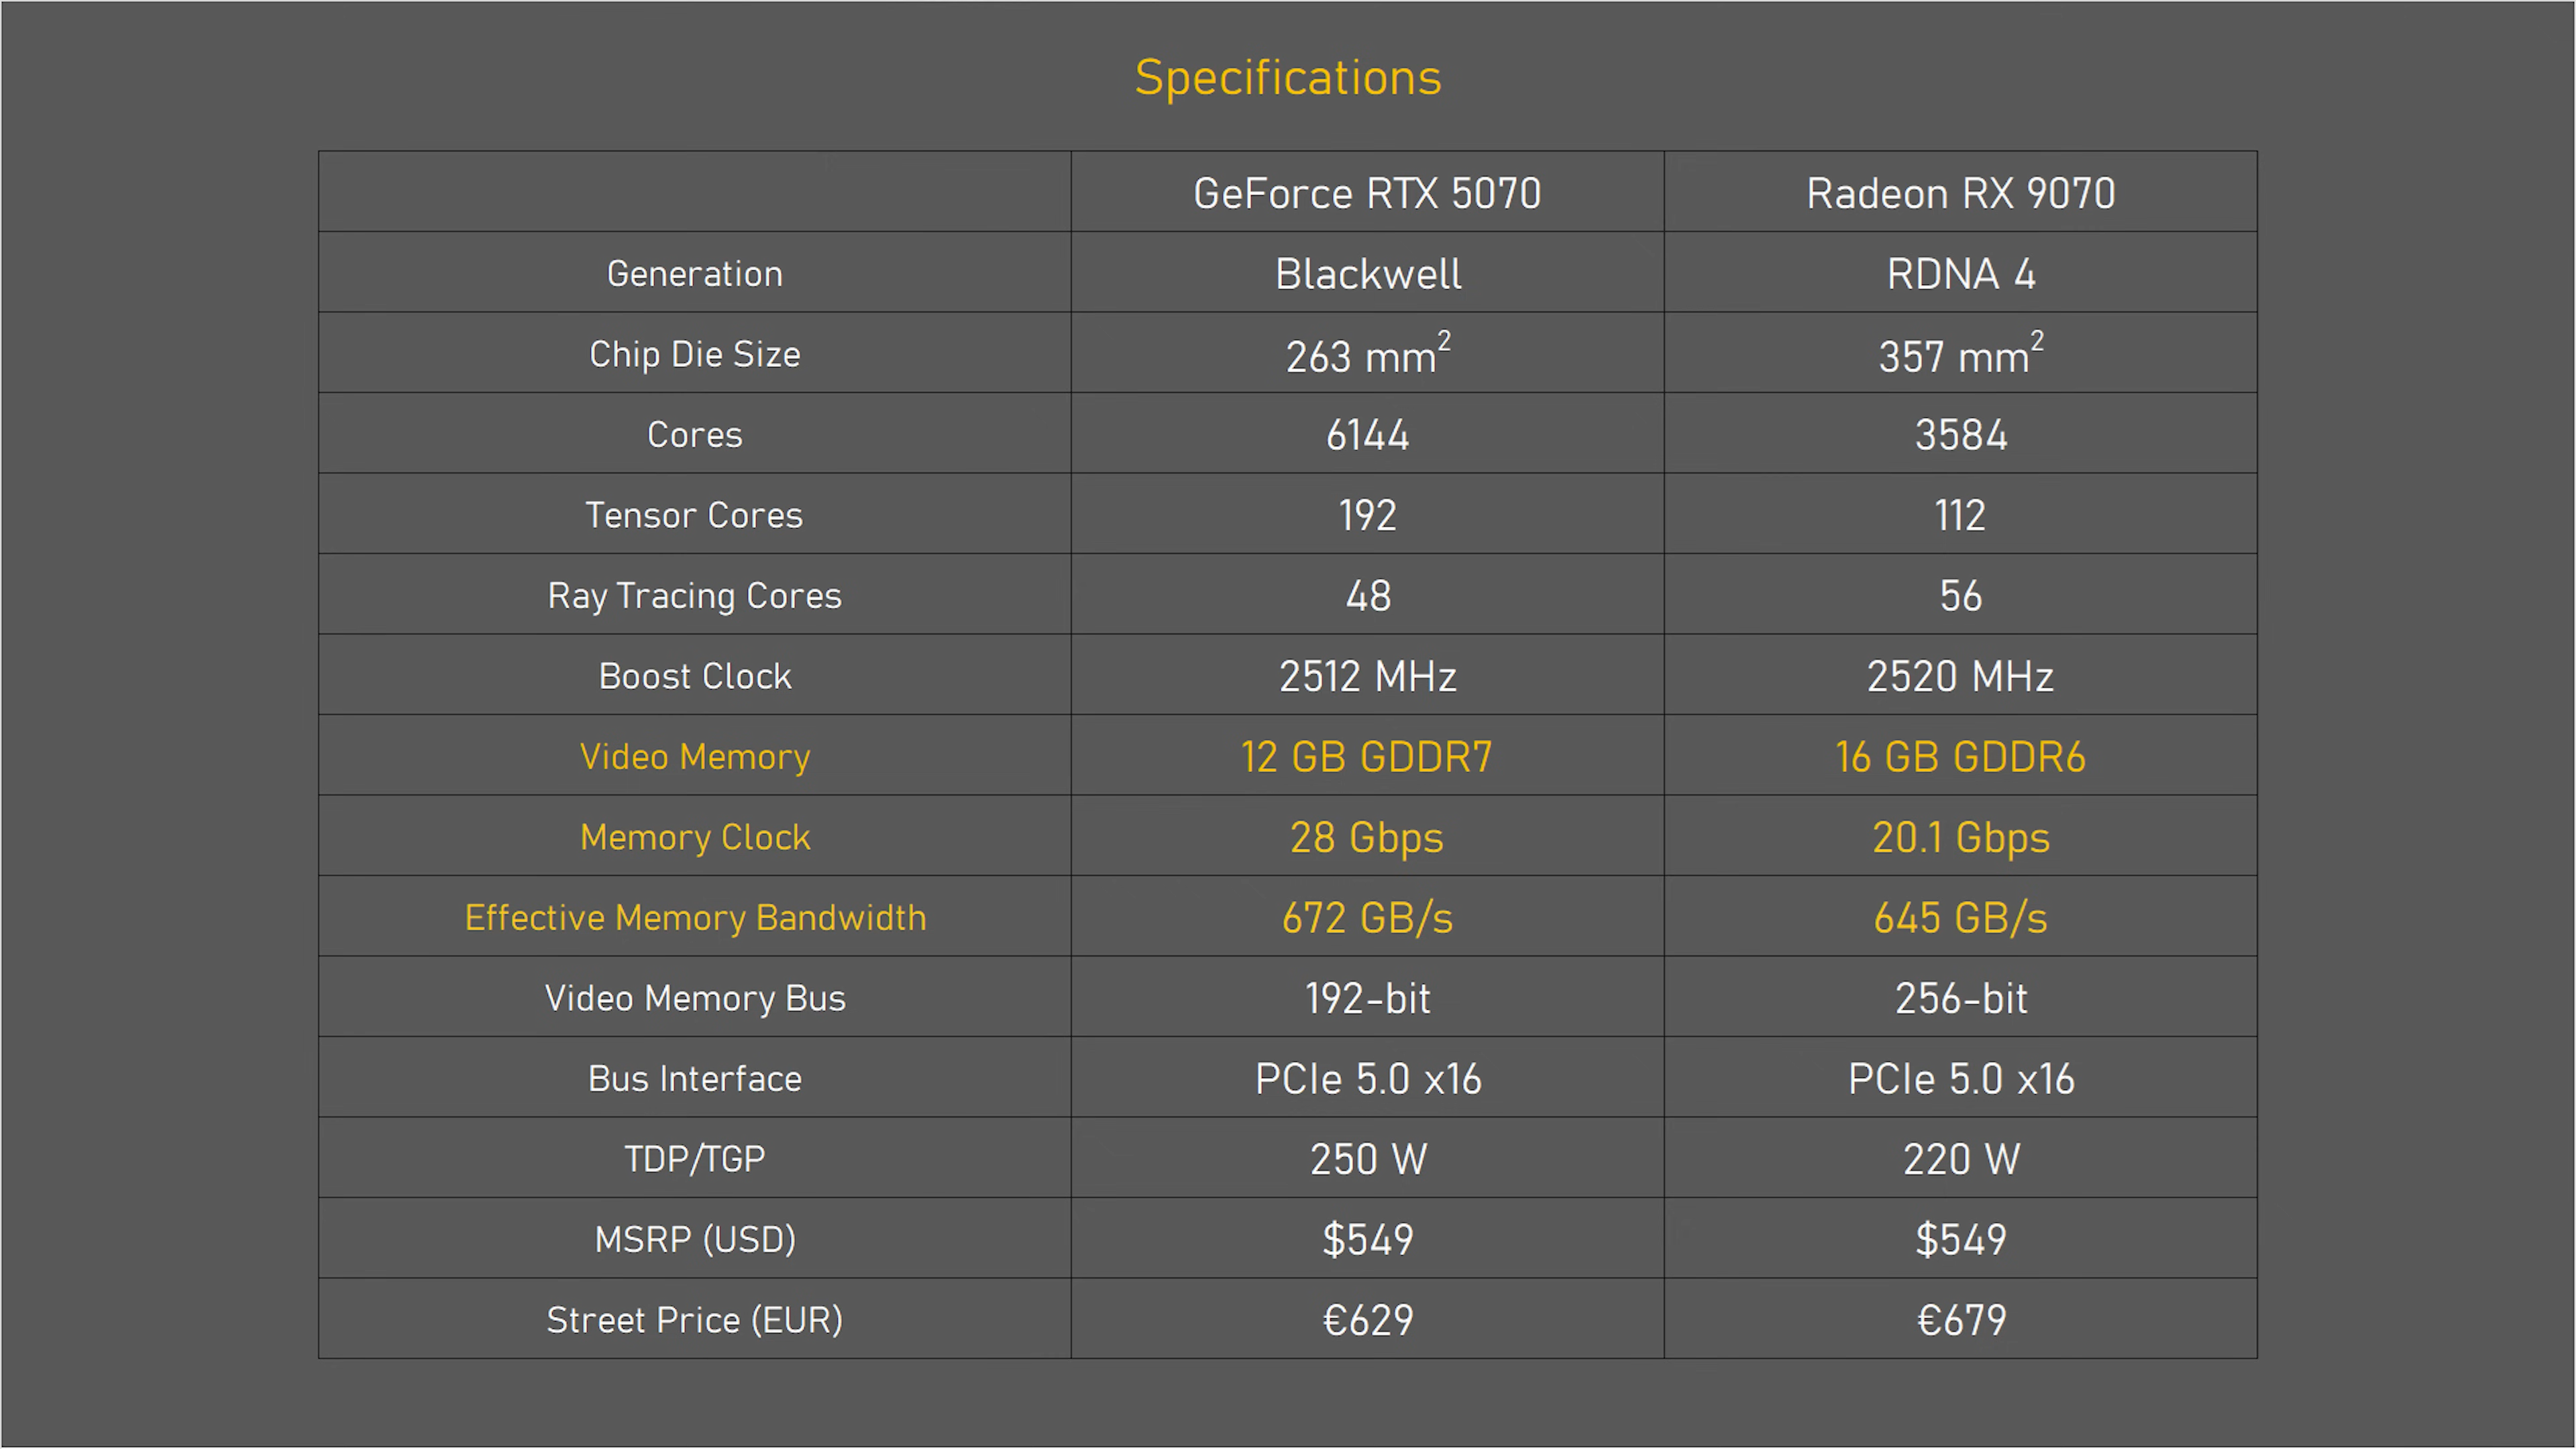 Specifications
GeForce RTX 5070 Radeon RX 9070
Generation Blackwell RDNA 4
Chip Die Size 263 mm² 357 mm²
Cores 6144 3584
Tensor Cores 192 112
Ray Tracing Cores 48 56
Boost Clock 2512 MHz 2520 MHz
Video Memory 12 GB GDDR7 16 GB GDDR6
Memory Clock 28 Gbps 20.1 Gbps
Effective Memory Bandwidth 672 GB/s 645 GB/s
Video Memory Bus 192-bit 256-bit
Bus Interface PCIe 5.0 x16 PCIe 5.0 x16
TDP/TGP 250 W 220 W
MSRP (USD) $549 $549
Street Price (EUR) €629 €679